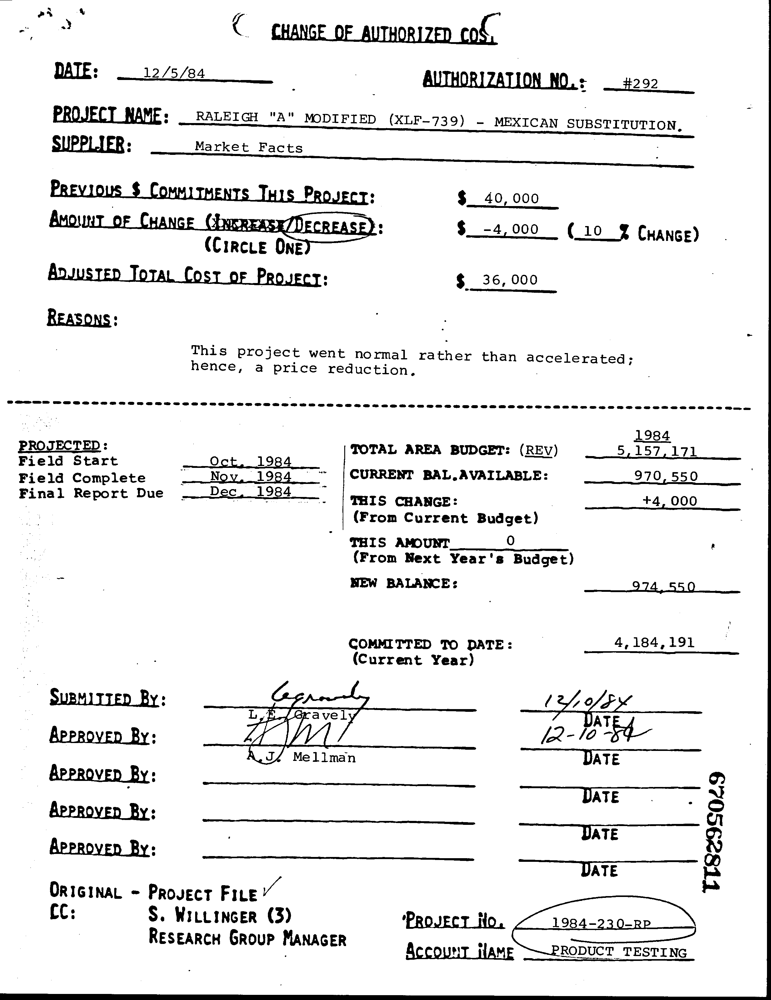 CHANGE OF AUTHORIZED COS
DATE: 12/5/84
AUTHORIZATION NO.: #292
PROJECT NAME: RALEIGH "A" MODIFIED (XLF-739) - MEXICAN SUBSTITUTION.
SUPPLIER: Market Facts
PREVIOUS $ COMMITMENTS THIS PROJECT: $ 40,000
AMOUNT OF CHANGE (INCREASE/DECREASE): $ -4,000 ( 10 % CHANGE)
(CIRCLE ONE)
ADJUSTED TOTAL COST OF PROJECT: $ 36,000
REASONS:
This project went normal rather than accelerated;
hence, a price reduction.
PROJECTED:
Field Start Oct. 1984
Field Complete Nov. 1984
Final Report Due Dec. 1984
1984
TOTAL AREA BUDGET: (REV) 5,157,171
CURRENT BAL.AVAILABLE: 970,550
THIS CHANGE: +4,000
(From Current Budget)
THIS AMOUNT 0
(From Next Year's Budget)
NEW BALANCE: 974,550
COMMITTED TO DATE: 4,184,191
(Current Year)
SUBMITTED BY: 12/10/84
L.E. Gravely DATE
APPROVED BY: 12-10-84
A.J. Mellman DATE
APPROVED BY:
DATE
APPROVED BY:
DATE
APPROVED BY:
DATE
670562811
ORIGINAL - PROJECT FILE
CC: S. WILLINGER (3)
RESEARCH GROUP MANAGER
PROJECT NO. 1984-230-RP
ACCOUNT NAME PRODUCT TESTING